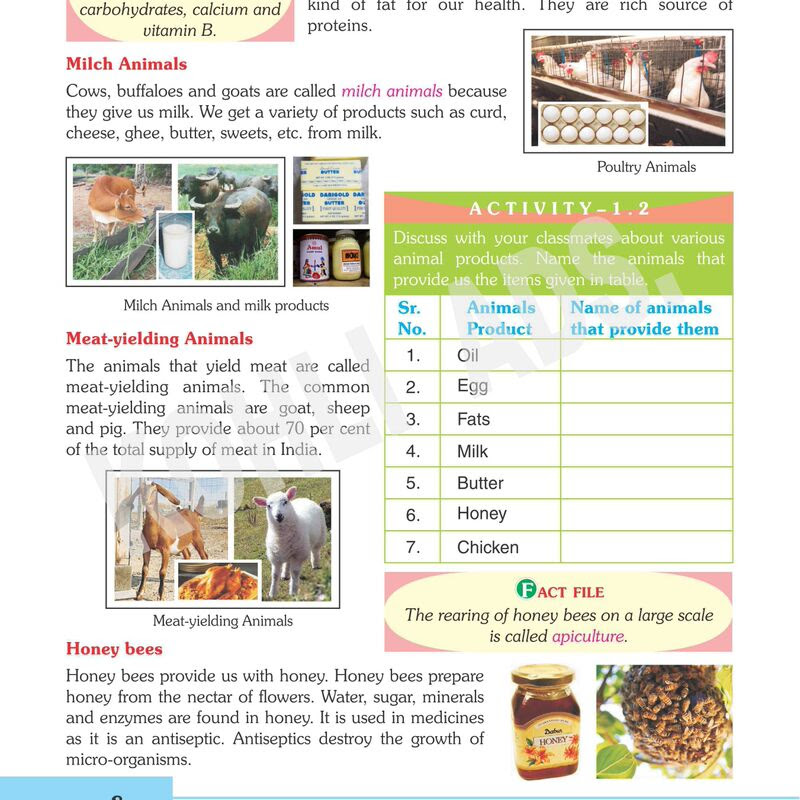 carbohydrates, calcium and
vitamin B.
kind of fat for our health. They are rich source of
proteins.
Milch Animals
Cows, buffaloes and goats are called milch animals because
they give us milk. We get a variety of products such as curd,
cheese, ghee, butter, sweets, etc. from milk.
Poultry Animals
BUTTER
DARIGOLD
BUTTER
DARIGOLD
BUTTER
Amul
Milch Animals and milk products
Meat-yielding Animals
The animals that yield meat are called
meat-yielding animals. The common
meat-yielding animals are goat, sheep
and pig. They provide about 70 per cent
of the total supply of meat in India.
Meat-yielding Animals
ACTIVITY-1.2
Discuss with your classmates about various
animal products. Name the animals that
provide us the items given in table.
Sr. Animals Name of animals
No. Product that provide them
1. Oil
2. Egg
3. Fats
4. Milk
5. Butter
6. Honey
7. Chicken
FACT FILE
The rearing of honey bees on a large scale
is called apiculture.
Honey bees
Honey bees provide us with honey. Honey bees prepare
honey from the nectar of flowers. Water, sugar, minerals
and enzymes are found in honey. It is used in medicines
as it is an antiseptic. Antiseptics destroy the growth of
micro-organisms.
Dabur
HONEY
KOHLI ADS.